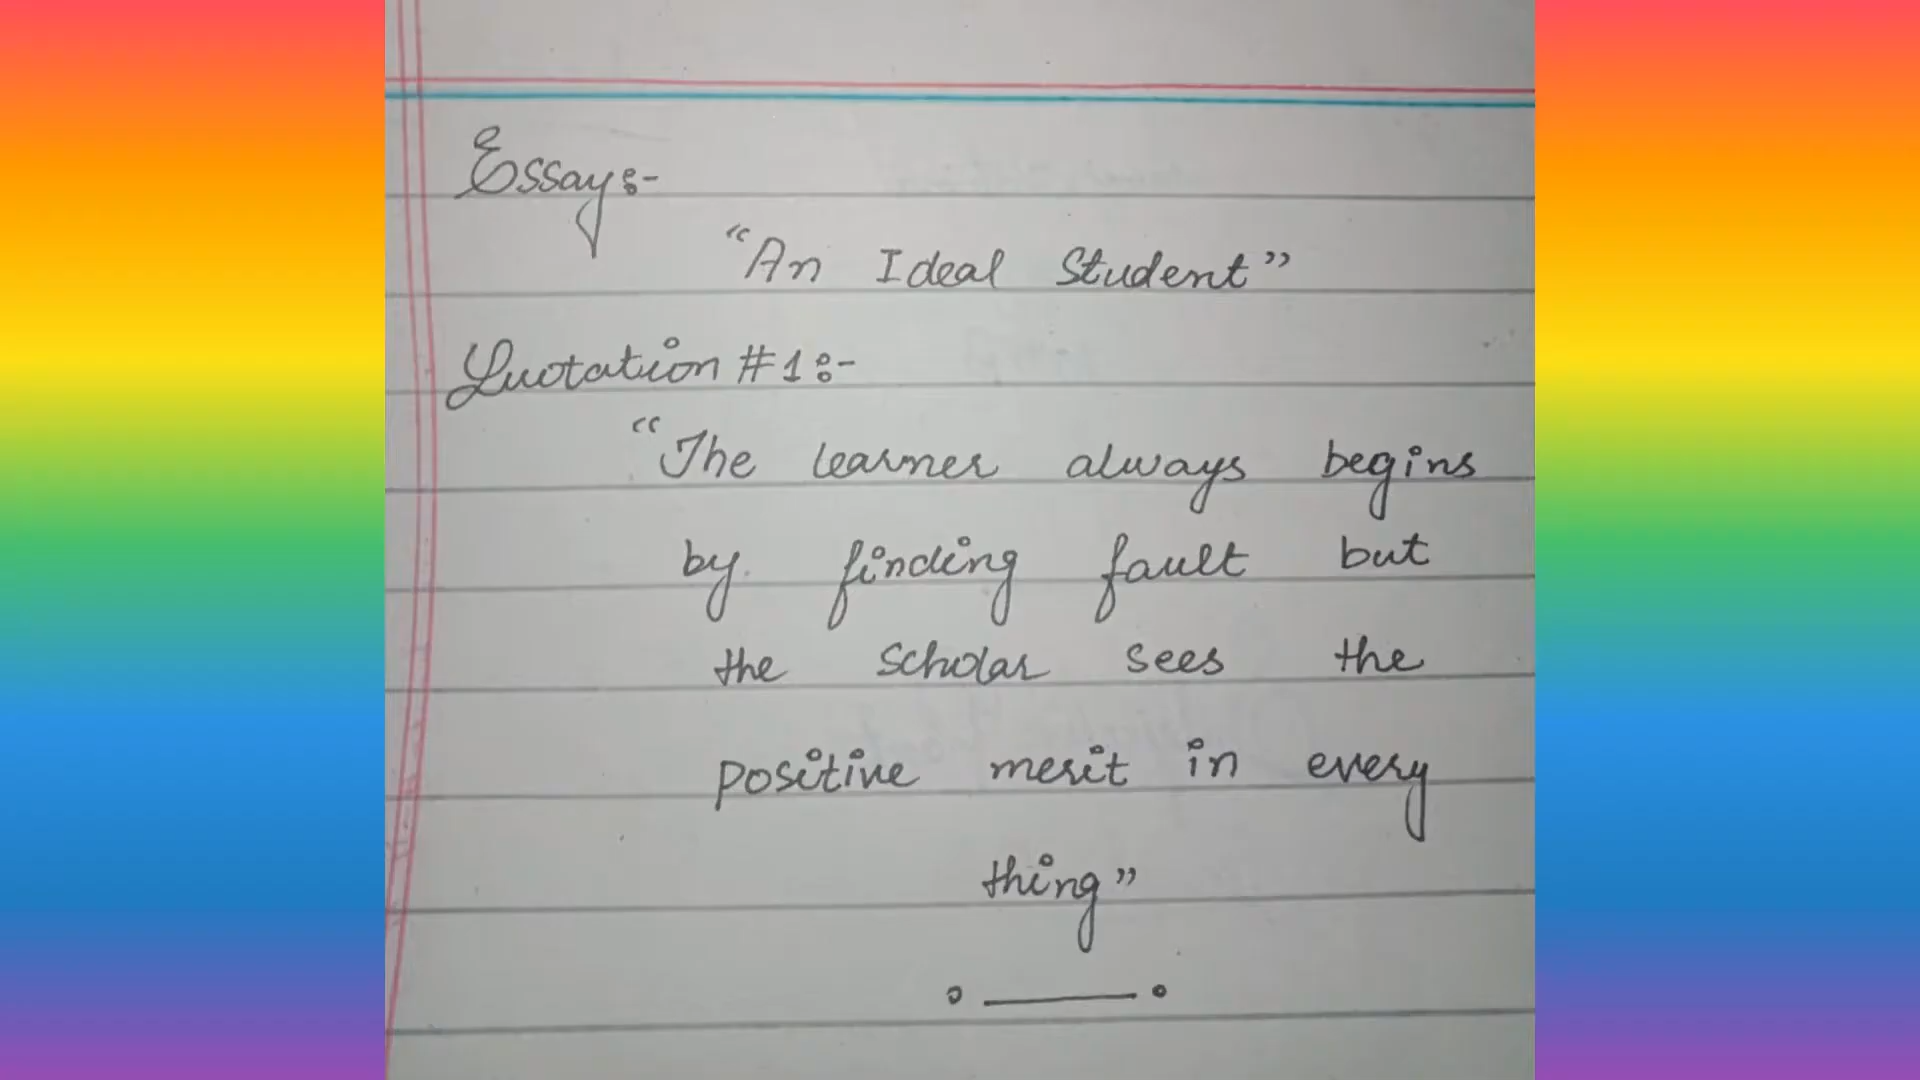 Essay:-
"An Ideal Student"
Quotation #1:-
"The learner always begins
by finding fault but
the scholar sees the
positive merit in every
thing"